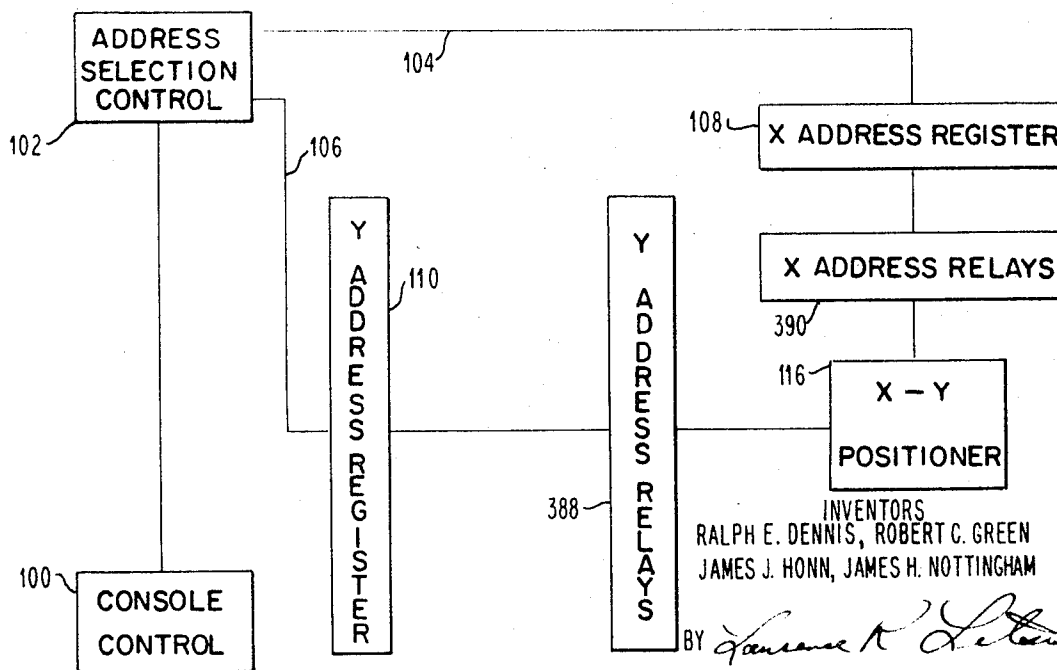 ADDRESS
SELECTION
CONTROL
102
104
106
108
X ADDRESS REGISTER
X ADDRESS RELAYS
390
116
X – Y
POSITIONER
Y ADDRESS REGISTER
110
Y ADDRESS RELAYS
388
100
CONSOLE
CONTROL
INVENTORS
RALPH E. DENNIS, ROBERT C. GREEN
JAMES J. HONN, JAMES H. NOTTINGHAM
BY